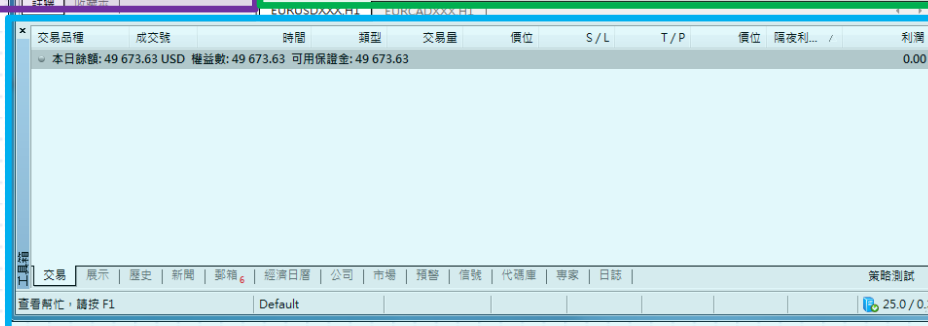 EURUSDXXX.H1 EURCADXXX.H1
交易品種 成交號 時間 類型 交易量 價位 S / L T / P 價位 隔夜利... / 利潤
本日餘額: 49 673.63 USD 權益數: 49 673.63 可用保證金: 49 673.63 0.00
工具箱
交易 展示 歷史 新聞 郵箱 6 經濟日曆 公司 市場 預警 信號 代碼庫 專家 日誌 策略測試
查看幫忙，請按 F1 Default 25.0 / 0.